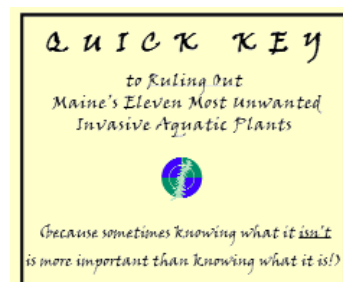 QUICK KEY
to Ruling Out
Maine's Eleven Most Unwanted
Invasive Aquatic Plants
(because sometimes knowing what it isn't
is more important than knowing what it is!)